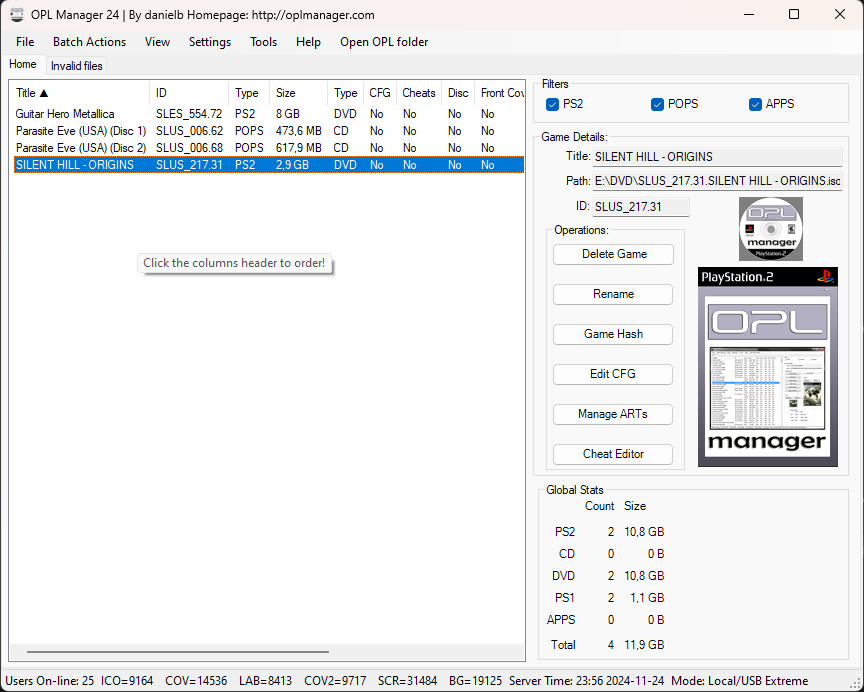 OPL Manager 24 | By danielb Homepage: http://oplmanager.com
File Batch Actions View Settings Tools Help Open OPL folder
Home Invalid files
Title ID Type Size Type CFG Cheats Disc Front Cov
Guitar Hero Metallica SLES_554.72 PS2 8 GB DVD No No No No
Parasite Eve (USA) (Disc 1) SLUS_006.62 POPS 473,6 MB CD No No No No
Parasite Eve (USA) (Disc 2) SLUS_006.68 POPS 617,9 MB CD No No No No
SILENT HILL - ORIGINS SLUS_217.31 PS2 2,9 GB DVD No No No No
Click the columns header to order!
Filters
PS2 POPS APPS
Game Details:
Title: SILENT HILL - ORIGINS
Path: E:\DVD\SLUS_217.31.SILENT HILL - ORIGINS.iso
ID: SLUS_217.31
OPL
manager
PlayStation.2
Operations:
Delete Game
Rename
Game Hash
Edit CFG
Manage ARTs
Cheat Editor
PlayStation.2
OPL
manager
Global Stats
Count Size
PS2 2 10,8 GB
CD 0 0 B
DVD 2 10,8 GB
PS1 2 1,1 GB
APPS 0 0 B
Total 4 11,9 GB
Users On-line: 25 ICO=9164 COV=14536 LAB=8413 COV2=9717 SCR=31484 BG=19125 Server Time: 23:56 2024-11-24 Mode: Local/USB Extreme